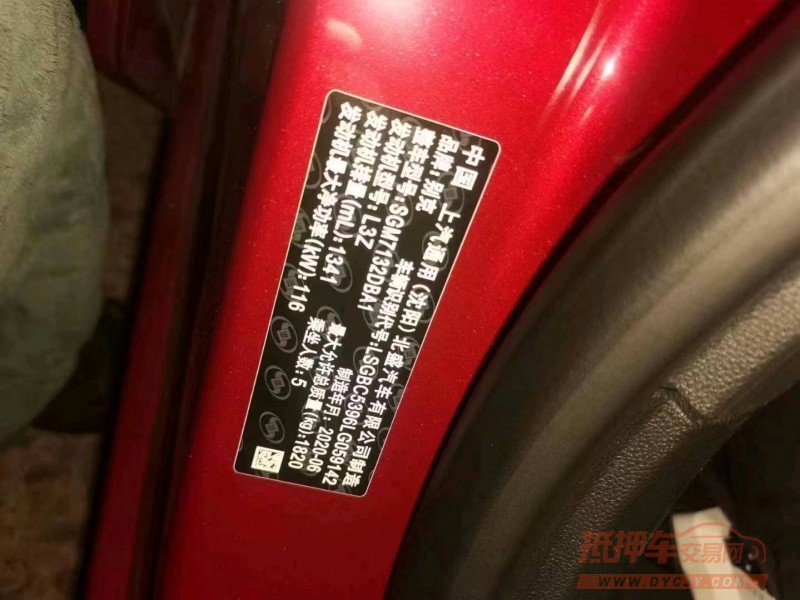 中国 上汽通用(沈阳)北盛汽车有限公司制造
品牌:别克 车辆识别代号:LSGBC5396LG059142
整车型号:SGM7132DBA1 制造年月:2020-06
发动机型号:L3Z 最大允许总质量(kg):1820
发动机排量(mL):1341 乘坐人数:5
发动机最大净功率(kW):116
抵押车交易网
WWW.DYCJY.COM